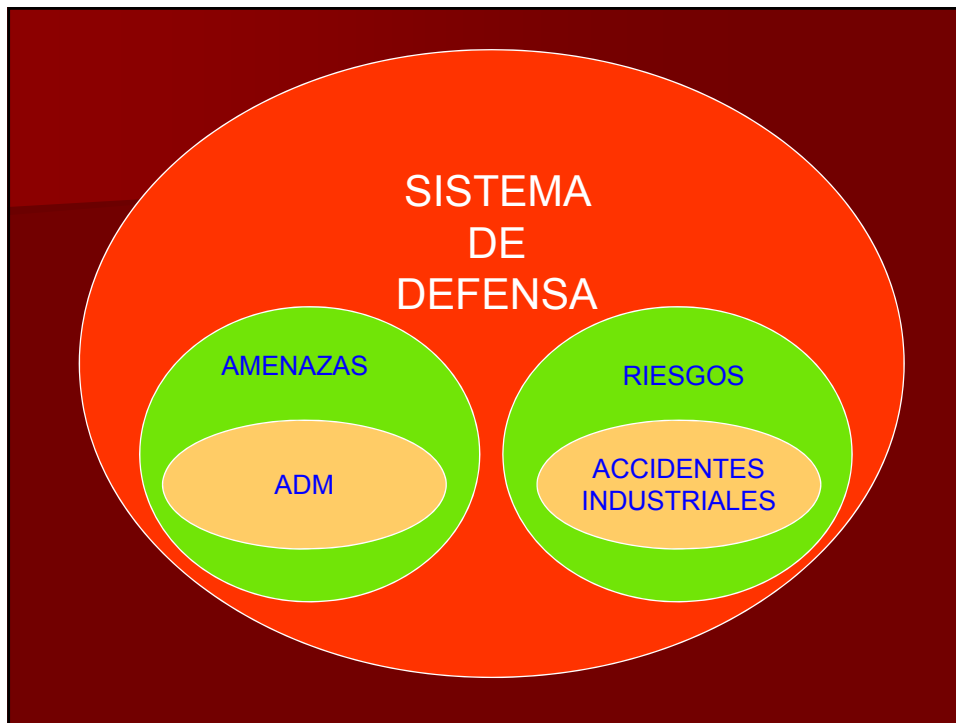 SISTEMA
DE
DEFENSA
AMENAZAS
RIESGOS
ADM
ACCIDENTES
INDUSTRIALES